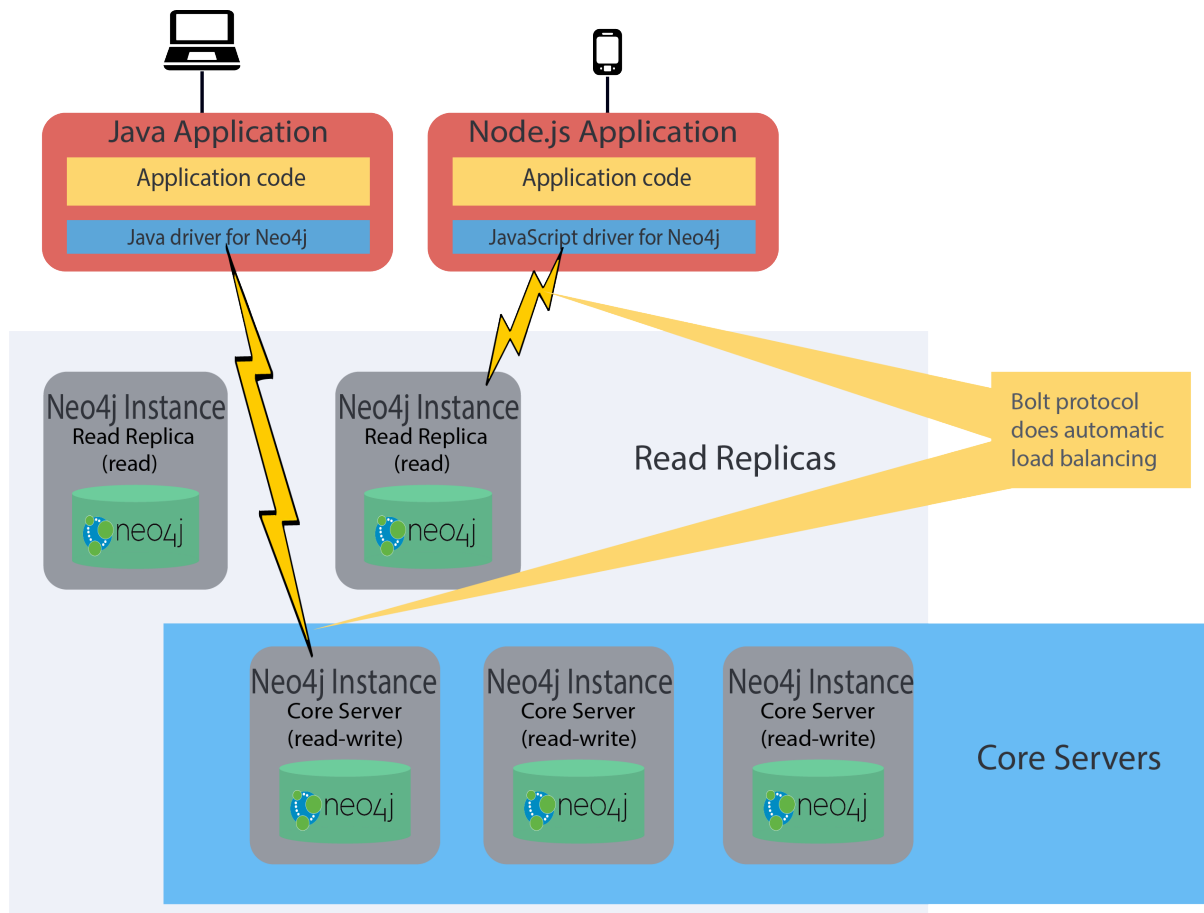 Java Application
Application code
Java driver for Neo4j
Node.js Application
Application code
JavaScript driver for Neo4j
Neo4j Instance
Read Replica
(read)
neo4j
Neo4j Instance
Read Replica
(read)
neo4j
Read Replicas
Bolt protocol
does automatic
load balancing
Neo4j Instance
Core Server
(read-write)
neo4j
Neo4j Instance
Core Server
(read-write)
neo4j
Neo4j Instance
Core Server
(read-write)
neo4j
Core Servers